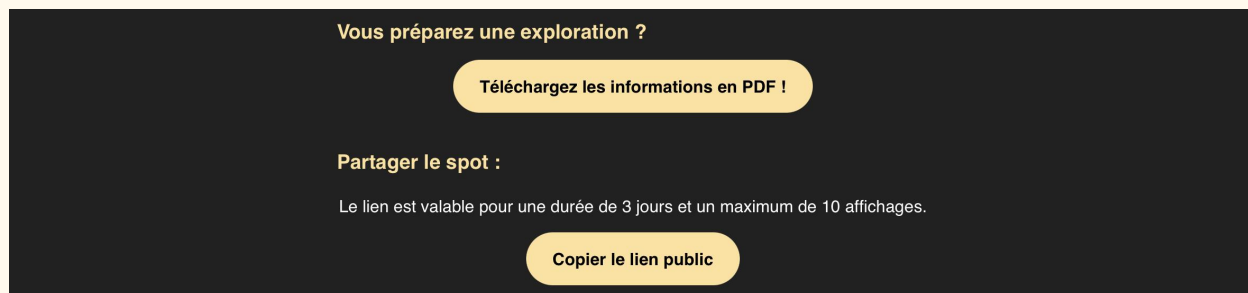 Vous préparez une exploration ?
Téléchargez les informations en PDF !
Partager le spot :
Le lien est valable pour une durée de 3 jours et un maximum de 10 affichages.
Copier le lien public